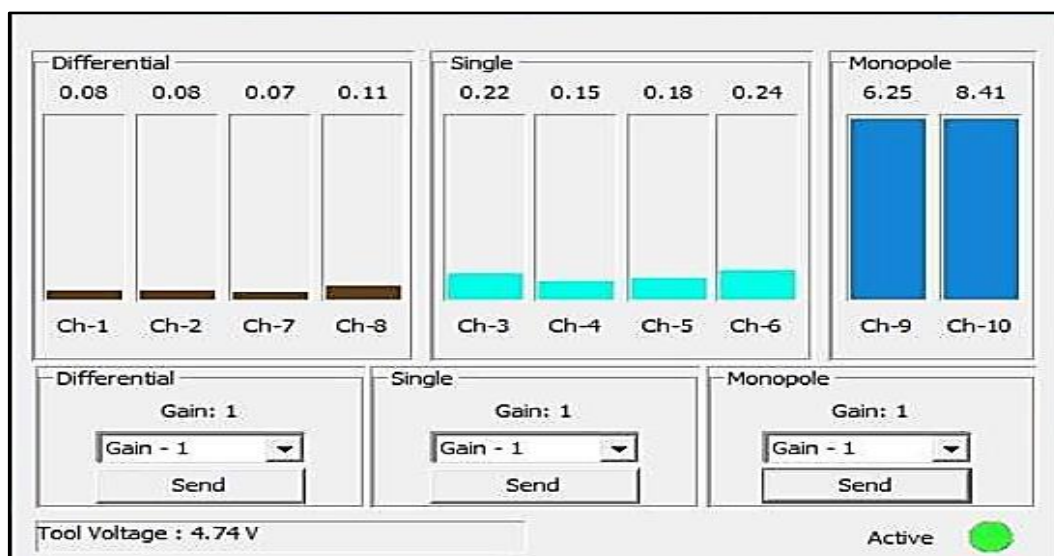 Differential Single Monopole
0.08 0.08 0.07 0.11 0.22 0.15 0.18 0.24 6.25 8.41
Ch-1 Ch-2 Ch-7 Ch-8 Ch-3 Ch-4 Ch-5 Ch-6 Ch-9 Ch-10
Differential Single Monopole
Gain: 1 Gain: 1 Gain: 1
Gain - 1 Gain - 1 Gain - 1
Send Send Send
Tool Voltage : 4.74 V Active